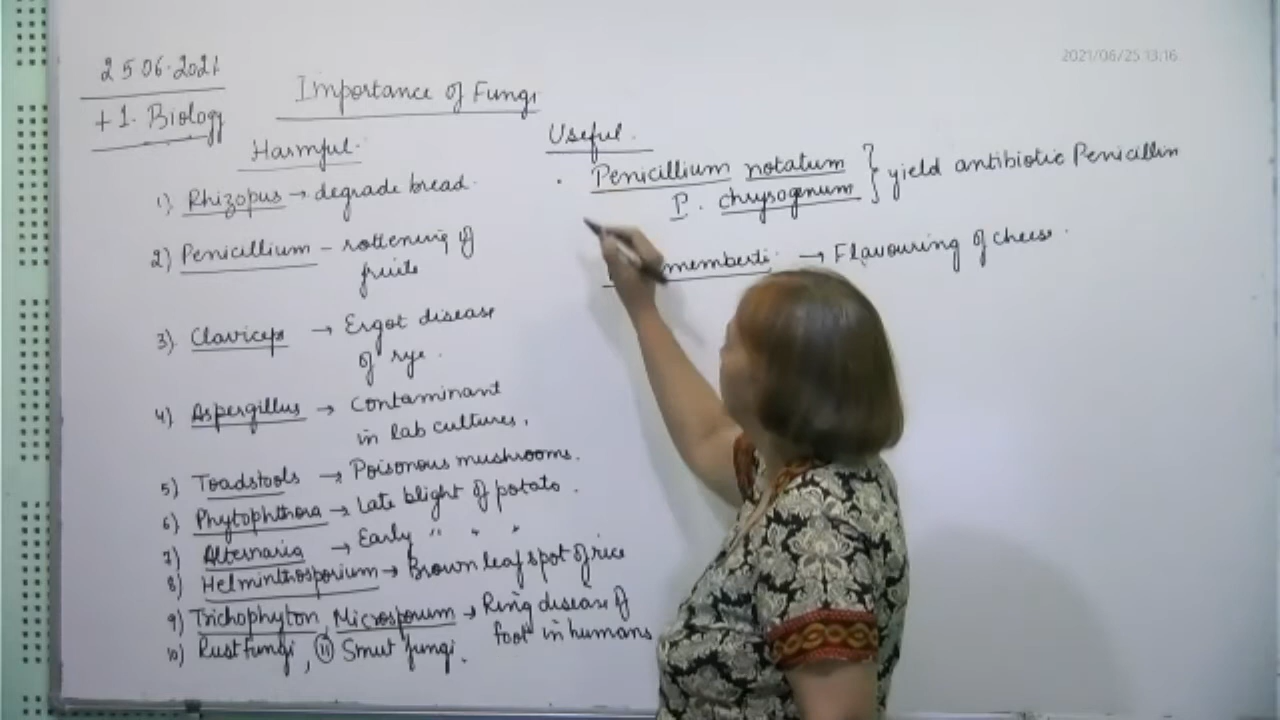 2021/06/25 13:16
25.06.2021
+1. Biology
Importance of Fungi
Harmful.
1) Rhizopus → degrade bread.
2) Penicillium – rottening of
fruits
3) Claviceps → Ergot disease
of rye.
4) Aspergillus → Contaminant
in lab cultures.
5) Toadstools → Poisonous mushrooms.
6) Phytophthora → Late blight of potato.
7) Alternaria → Early " " "
8) Helminthosporium → Brown leaf spot of rice
9) Trichophyton, Microsporum → Ring disease of
foot in humans
10) Rust fungi, (11) Smut fungi.
Useful.
. Penicillium notatum } yield antibiotic Penicillin
P. chrysogenum
memberti. → Flavouring of cheese.